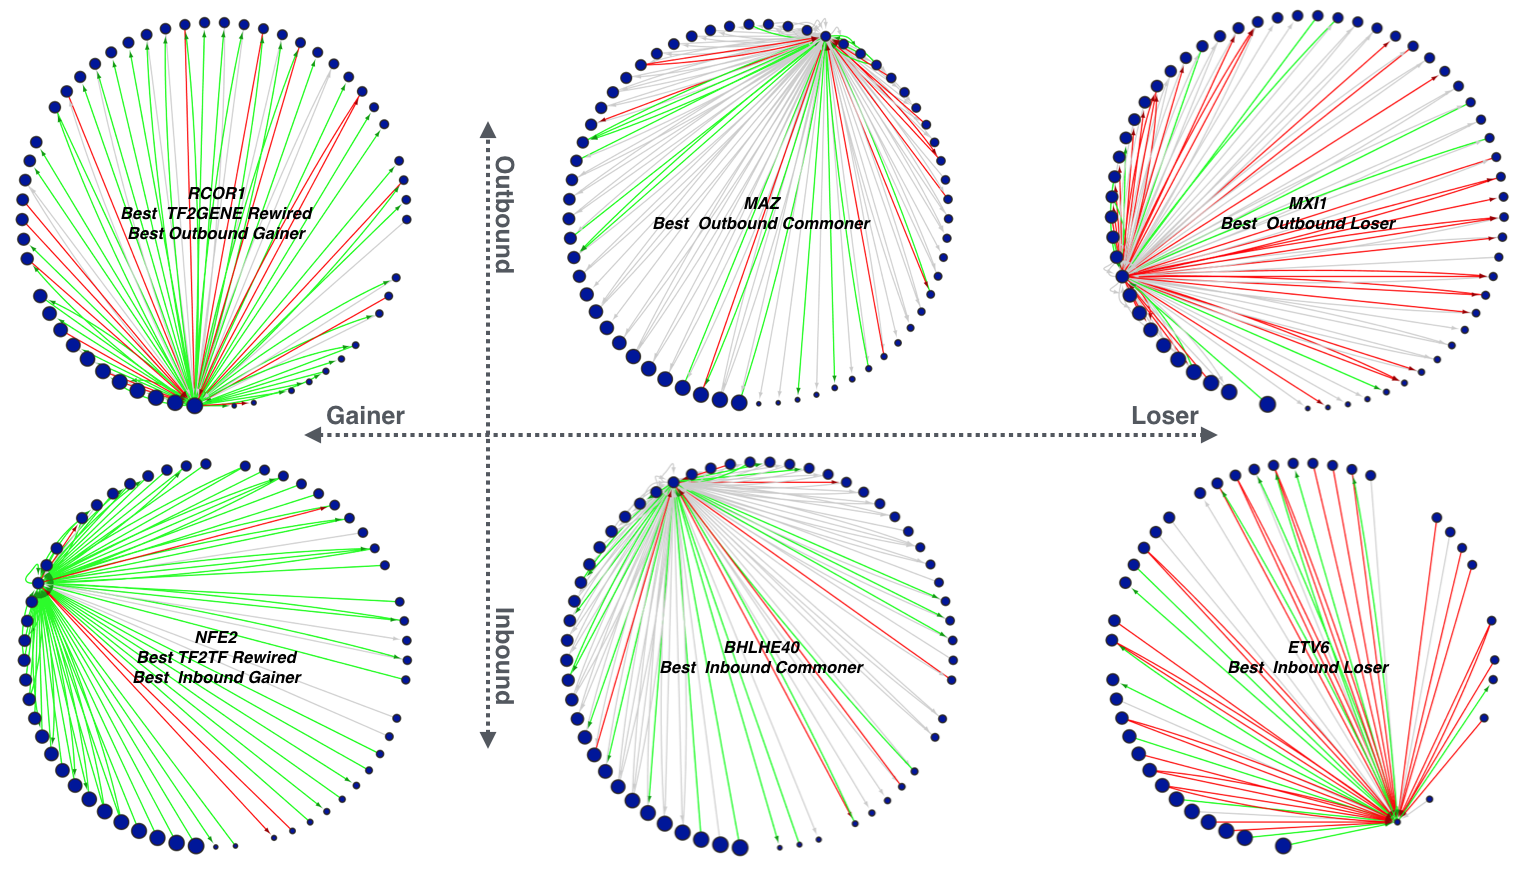 RCOR1
Best TF2GENE Rewired
Best Outbound Gainer
MAZ
Best Outbound Commoner
MXI1
Best Outbound Loser
Outbound
Gainer
Loser
Inbound
NFE2
Best TF2TF Rewired
Best Inbound Gainer
BHLHE40
Best Inbound Commoner
ETV6
Best Inbound Loser